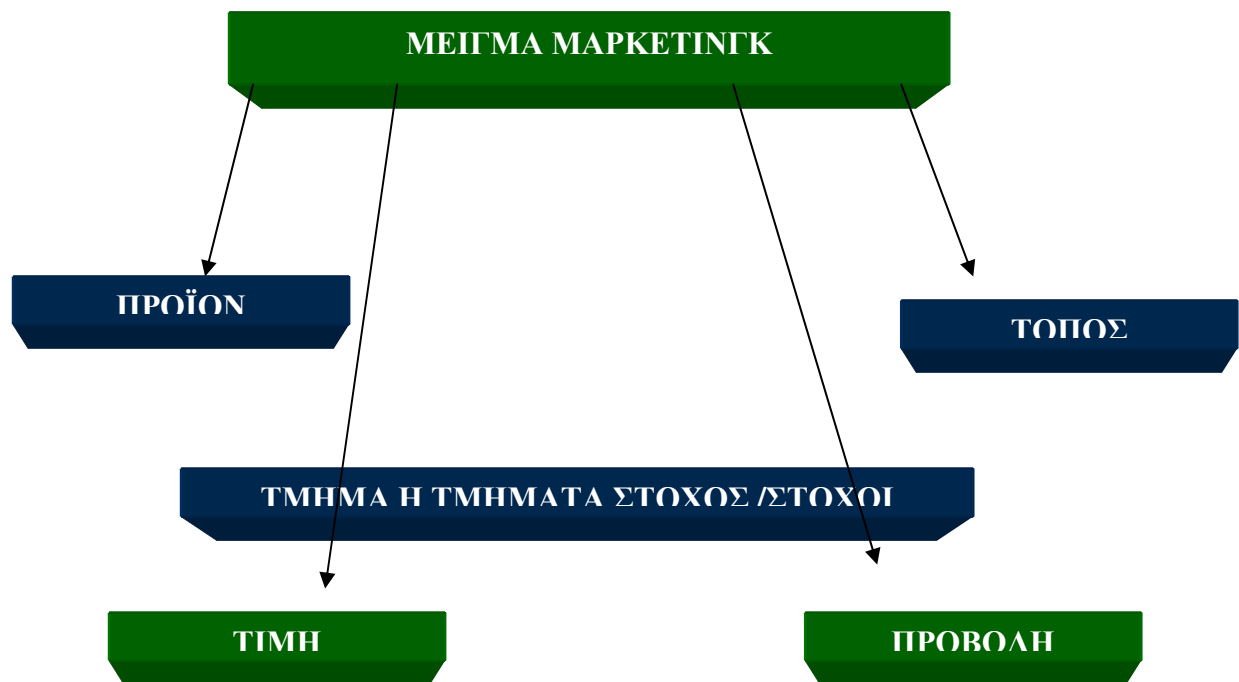 ΜΕΙΓΜΑ ΜΑΡΚΕΤΙΝΓΚ
ΠΡΟΪΟΝ
ΤΟΠΟΣ
ΤΜΗΜΑ Η ΤΜΗΜΑΤΑ ΣΤΟΧΟΣ /ΣΤΟΧΟΙ
ΤΙΜΗ
ΠΡΟΒΟΛΗ